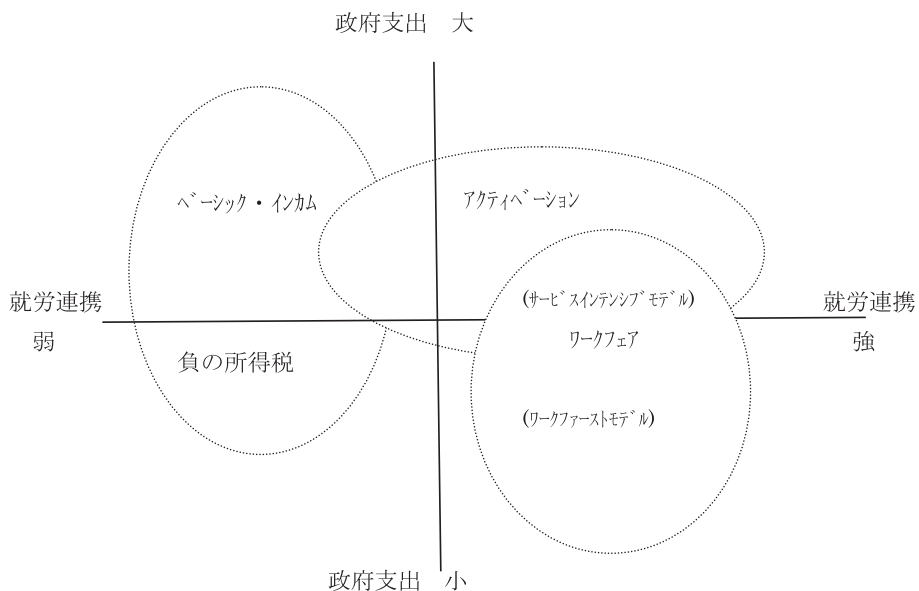 政府支出　大
ﾍﾞｰｼｯｸ・ｲﾝｶﾑ
ｱｸﾃｨﾍﾞｰｼｮﾝ
就労連携
弱
(ｻｰﾋﾞｽｲﾝﾃﾝｼﾌﾞﾓﾃﾞﾙ)
就労連携
強
ﾜｰｸﾌｪｱ
負の所得税
(ﾜｰｸﾌｧｰｽﾄﾓﾃﾞﾙ)
政府支出　小